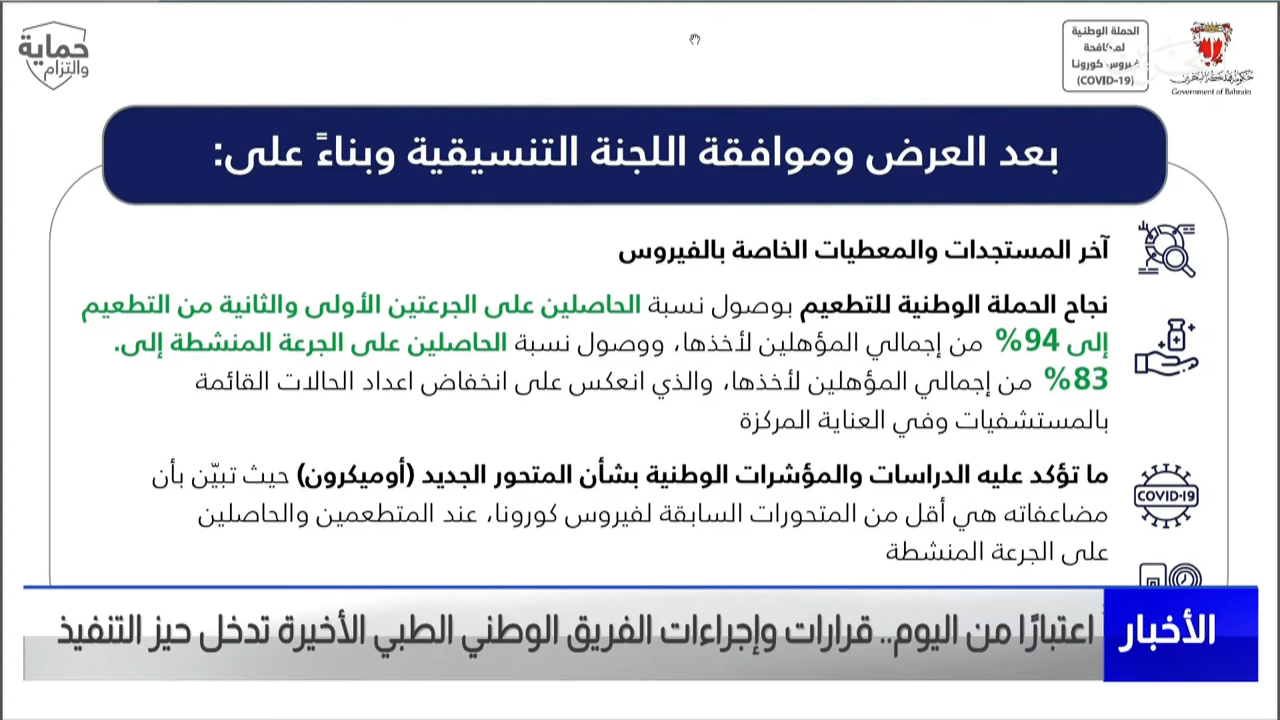 حماية
والتزام
الحملة الوطنية
لمكافحة
فيروس كورونا
(COVID-19)
Government of Bahrain
بعد العرض وموافقة اللجنة التنسيقية وبناءً على:
آخر المستجدات والمعطيات الخاصة بالفيروس
نجاح الحملة الوطنية للتطعيم بوصول نسبة الحاصلين على الجرعتين الأولى والثانية من التطعيم
إلى 94% من إجمالي المؤهلين لأخذها، ووصول نسبة الحاصلين على الجرعة المنشطة إلى.
83% من إجمالي المؤهلين لأخذها، والذي انعكس على انخفاض اعداد الحالات القائمة
بالمستشفيات وفي العناية المركزة
COVID-19
ما تؤكد عليه الدراسات والمؤشرات الوطنية بشأن المتحور الجديد (أوميكرون) حيث تبيّن بأن
مضاعفاته هي أقل من المتحورات السابقة لفيروس كورونا، عند المتطعمين والحاصلين
على الجرعة المنشطة
الأخبار
اعتبارًا من اليوم.. قرارات وإجراءات الفريق الوطني الطبي الأخيرة تدخل حيز التنفيذ